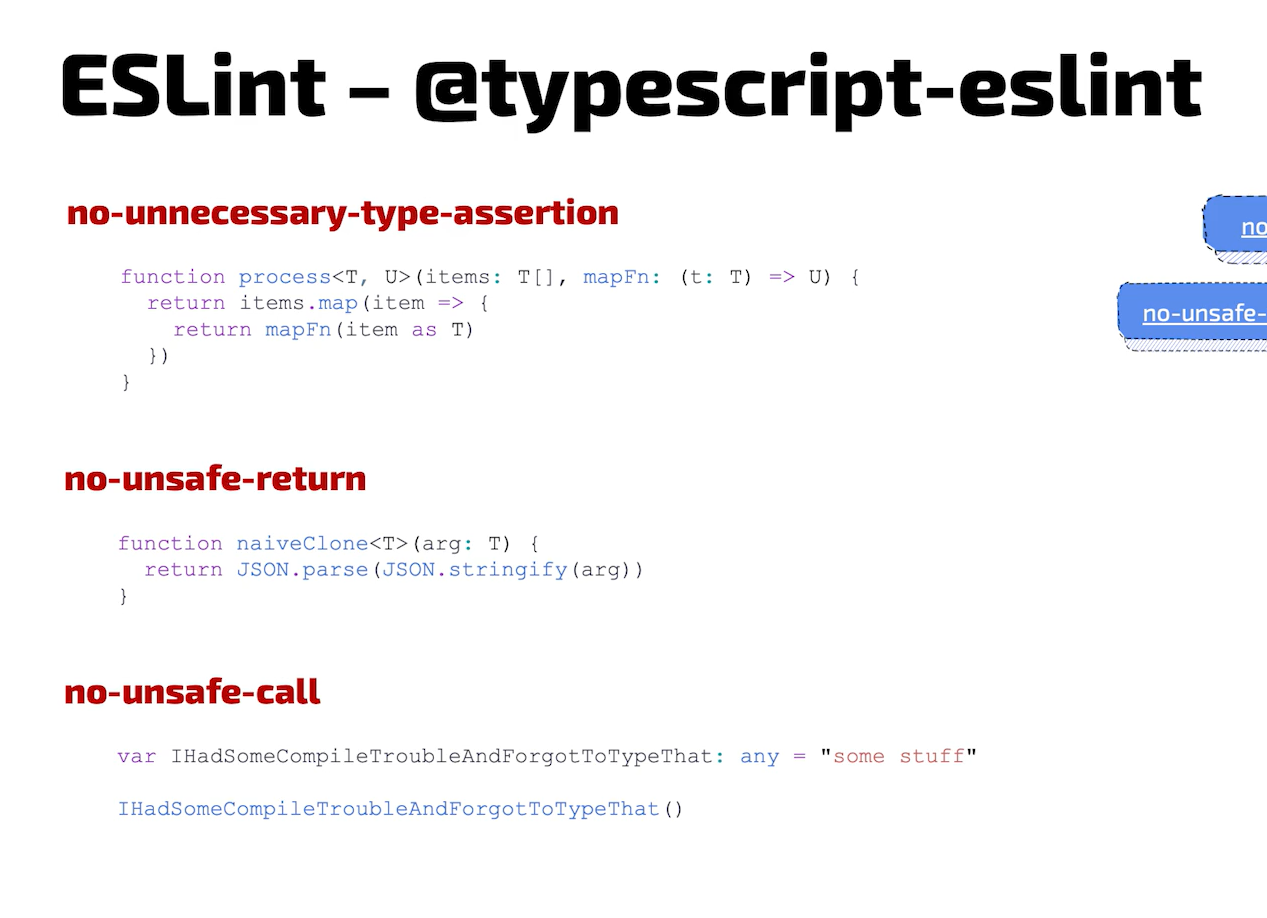 ESLint – @typescript-eslint
no-unnecessary-type-assertion
function process<T, U>(items: T[], mapFn: (t: T) => U) {
  return items.map(item => {
    return mapFn(item as T)
  })
}
no-unsafe-return
function naiveClone<T>(arg: T) {
  return JSON.parse(JSON.stringify(arg))
}
no-unsafe-call
var IHadSomeCompileTroubleAndForgotToTypeThat: any = "some stuff"
IHadSomeCompileTroubleAndForgotToTypeThat()
no
no-unsafe-